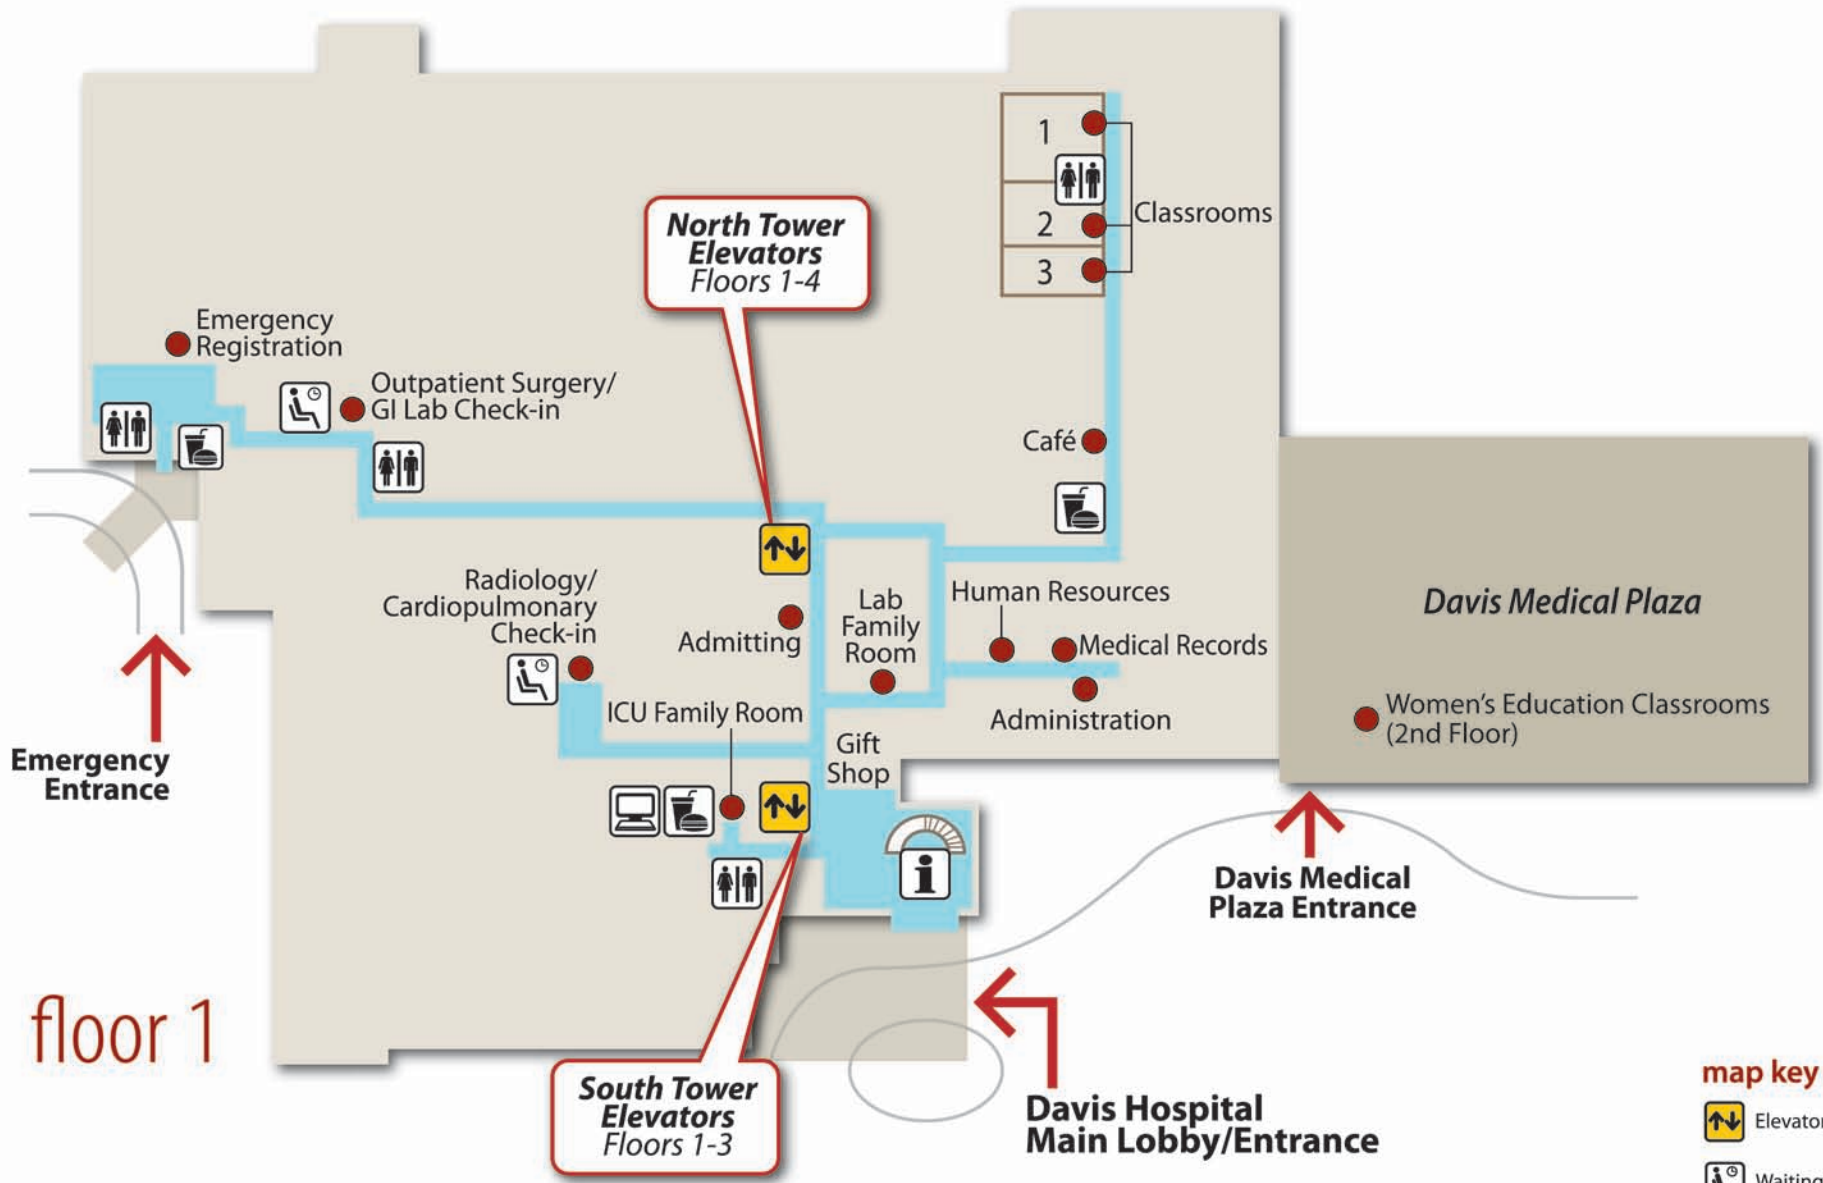 1
2
3
Classrooms
North Tower
Elevators
Floors 1-4
Emergency
Registration
Outpatient Surgery/
GI Lab Check-in
Café
Radiology/
Cardiopulmonary
Check-in
Admitting
Lab
Family
Room
Human Resources
Medical Records
Administration
ICU Family Room
Gift
Shop
i
Davis Medical Plaza
Women's Education Classrooms
(2nd Floor)
Emergency
Entrance
Davis Medical
Plaza Entrance
floor 1
South Tower
Elevators
Floors 1-3
Davis Hospital
Main Lobby/Entrance
map key
Elevator
Waiting